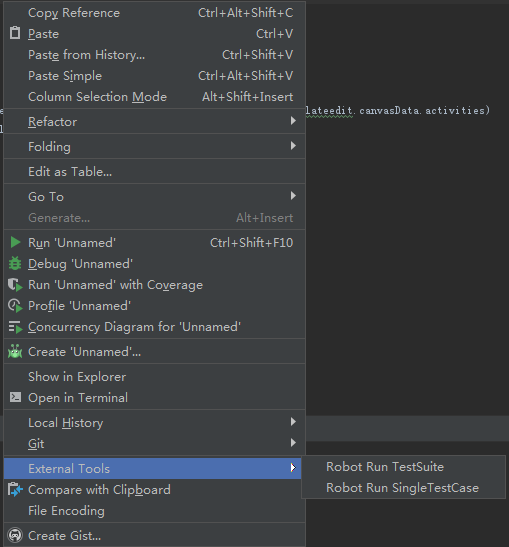 Copy Reference Ctrl+Alt+Shift+C
Paste Ctrl+V
Paste from History... Ctrl+Shift+V
Paste Simple Ctrl+Alt+Shift+V
Column Selection Mode Alt+Shift+Insert
lateedit.canvasData.activities)
Refactor
Folding
Edit as Table...
Go To
Generate... Alt+Insert
Run 'Unnamed' Ctrl+Shift+F10
Debug 'Unnamed'
Run 'Unnamed' with Coverage
Profile 'Unnamed'
Concurrency Diagram for 'Unnamed'
Create 'Unnamed'...
Show in Explorer
Open in Terminal
Local History
Git
External Tools
Robot Run TestSuite
Robot Run SingleTestCase
Compare with Clipboard
File Encoding
Create Gist...